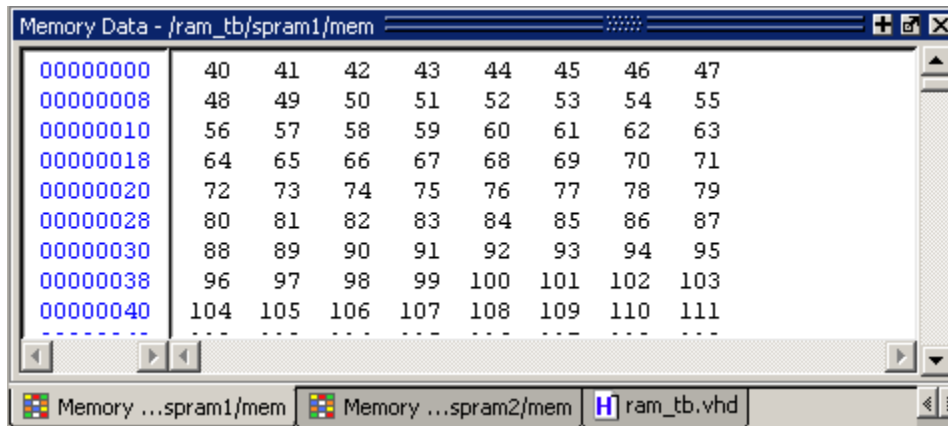 Memory Data - /ram_tb/spram1/mem
00000000 40 41 42 43 44 45 46 47
00000008 48 49 50 51 52 53 54 55
00000010 56 57 58 59 60 61 62 63
00000018 64 65 66 67 68 69 70 71
00000020 72 73 74 75 76 77 78 79
00000028 80 81 82 83 84 85 86 87
00000030 88 89 90 91 92 93 94 95
00000038 96 97 98 99 100 101 102 103
00000040 104 105 106 107 108 109 110 111
Memory ...spram1/mem Memory ...spram2/mem H ram_tb.vhd